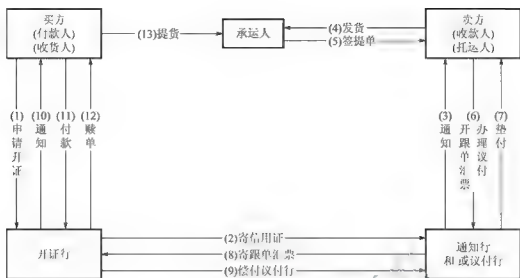 买方
(付款人)
(收货人)
(13)提货
承运人
(4)发货
(5)签提单
卖方
(收款人)
(托运人)
(1)申请开证
(10)通知
(11)付款
(12)赎单
(3)通知
(6)开跟单汇票 办理议付
(7)垫付
开证行
(2)寄信用证
(8)寄跟单汇票
(9)偿付议付行
通知行
和/或议付行